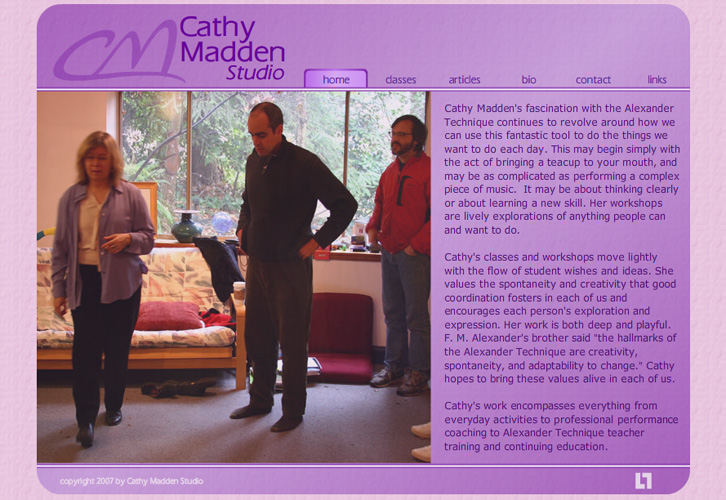 CM
Cathy
Madden
Studio
home classes articles bio contact links
Cathy Madden's fascination with the Alexander
Technique continues to revolve around how we
can use this fantastic tool to do the things we
want to do each day. This may begin simply with
the act of bringing a teacup to your mouth, and
may be as complicated as performing a complex
piece of music.  It may be about thinking clearly
or about learning a new skill. Her workshops
are lively explorations of anything people can
and want to do.
Cathy's classes and workshops move lightly
with the flow of student wishes and ideas. She
values the spontaneity and creativity that good
coordination fosters in each of us and
encourages each person's exploration and
expression. Her work is both deep and playful.
F. M. Alexander's brother said "the hallmarks of
the Alexander Technique are creativity,
spontaneity, and adaptability to change." Cathy
hopes to bring these values alive in each of us.
Cathy's work encompasses everything from
everyday activities to professional performance
coaching to Alexander Technique teacher
training and continuing education.
copyright 2007 by Cathy Madden Studio